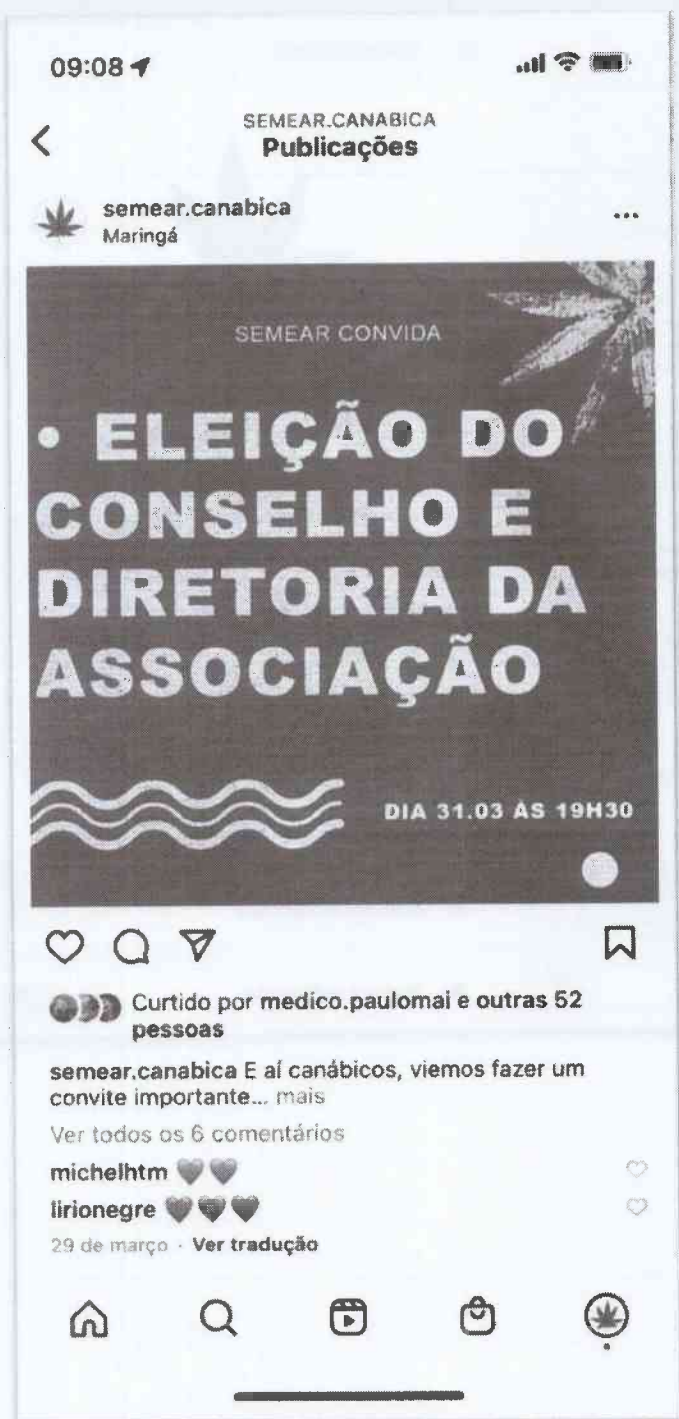 09:08
SEMEAR.CANABICA
Publicações
semear.canabica
Maringá
SEMEAR CONVIDA
• ELEIÇÃO DO
CONSELHO E
DIRETORIA DA
ASSOCIAÇÃO
DIA 31.03 ÀS 19H30
Curtido por medico.paulomai e outras 52
pessoas
semear.canabica E aí canábicos, viemos fazer um
convite importante... mais
Ver todos os 6 comentários
michelhtm
lirionegre
29 de março · Ver tradução